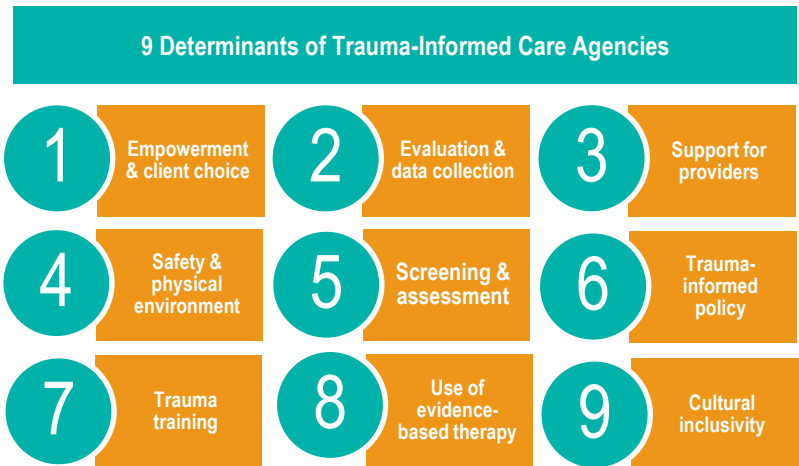 9 Determinants of Trauma-Informed Care Agencies
1
Empowerment
& client choice
2
Evaluation &
data collection
3
Support for
providers
4
Safety &
physical
environment
5
Screening &
assessment
6
Trauma-
informed
policy
7
Trauma
training
8
Use of
evidence-
based therapy
9
Cultural
inclusivity